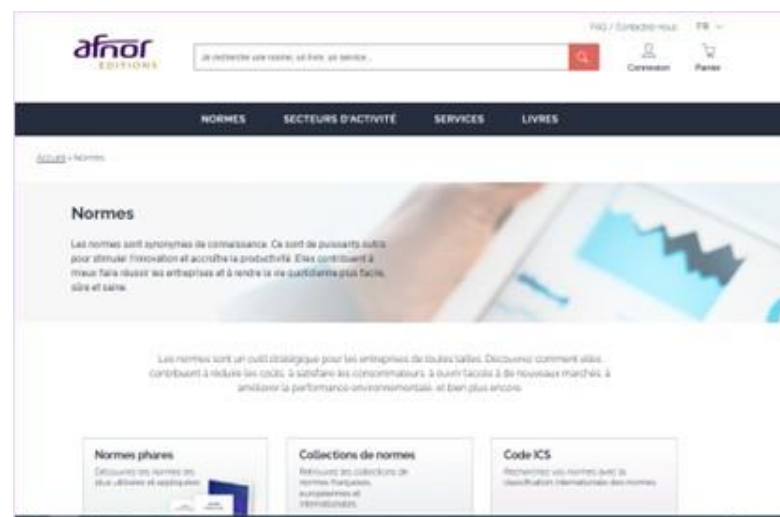 FAQ / Contactez-nous FR
afnor
EDITIONS
Je recherche une norme, un livre, un service...
Connexion
Panier
NORMES SECTEURS D'ACTIVITÉ SERVICES LIVRES
Accueil > Normes
Normes
Les normes sont synonymes de connaissance. Ce sont de puissants outils
pour stimuler l'innovation et accroître la productivité. Elles contribuent à
mieux faire réussir les entreprises et à rendre la vie quotidienne plus facile,
sûre et saine.
Les normes sont un outil stratégique pour les entreprises de toutes tailles. Découvrez comment elles
contribuent à réduire les coûts, à satisfaire les consommateurs, à ouvrir l'accès à de nouveaux marchés, à
améliorer la performance environnementale, et bien plus encore.
Normes phares
Découvrez les normes les
plus utilisées et appliquées
Collections de normes
Retrouvez les collections de
normes françaises,
européennes et
internationales.
Code ICS
Recherchez vos normes avec la
classification internationale des normes.